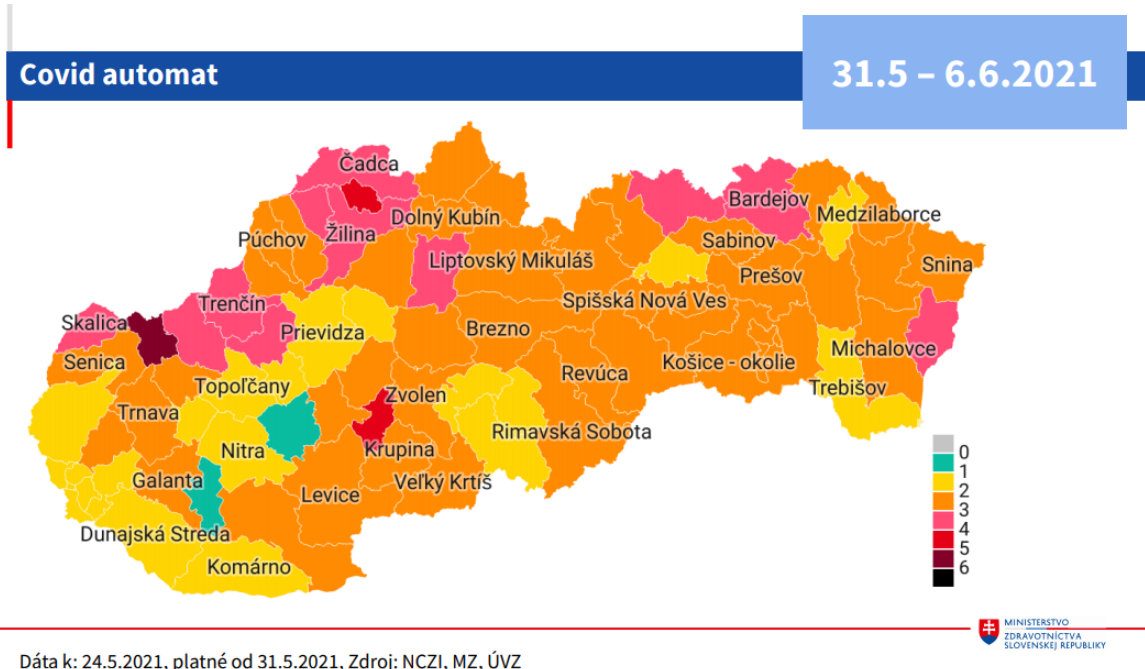 Covid automat
31.5 – 6.6.2021
Čadca
Bardejov
Dolný Kubín
Medzilaborce
Púchov
Žilina
Sabinov
Liptovský Mikuláš
Snina
Prešov
Trenčín
Spišská Nová Ves
Skalica
Prievidza
Brezno
Michalovce
Senica
Košice - okolie
Revúca
Topoľčany
Trebišov
Zvolen
Trnava
Rimavská Sobota
Nitra
Krupina
0
1
Galanta
Veľký Krtíš
2
Levice
3
4
Dunajská Streda
5
Komárno
6
MINISTERSTVO
ZDRAVOTNÍCTVA
SLOVENSKEJ REPUBLIKY
Dáta k: 24.5.2021, platné od 31.5.2021, Zdroj: NCZI, MZ, ÚVZ